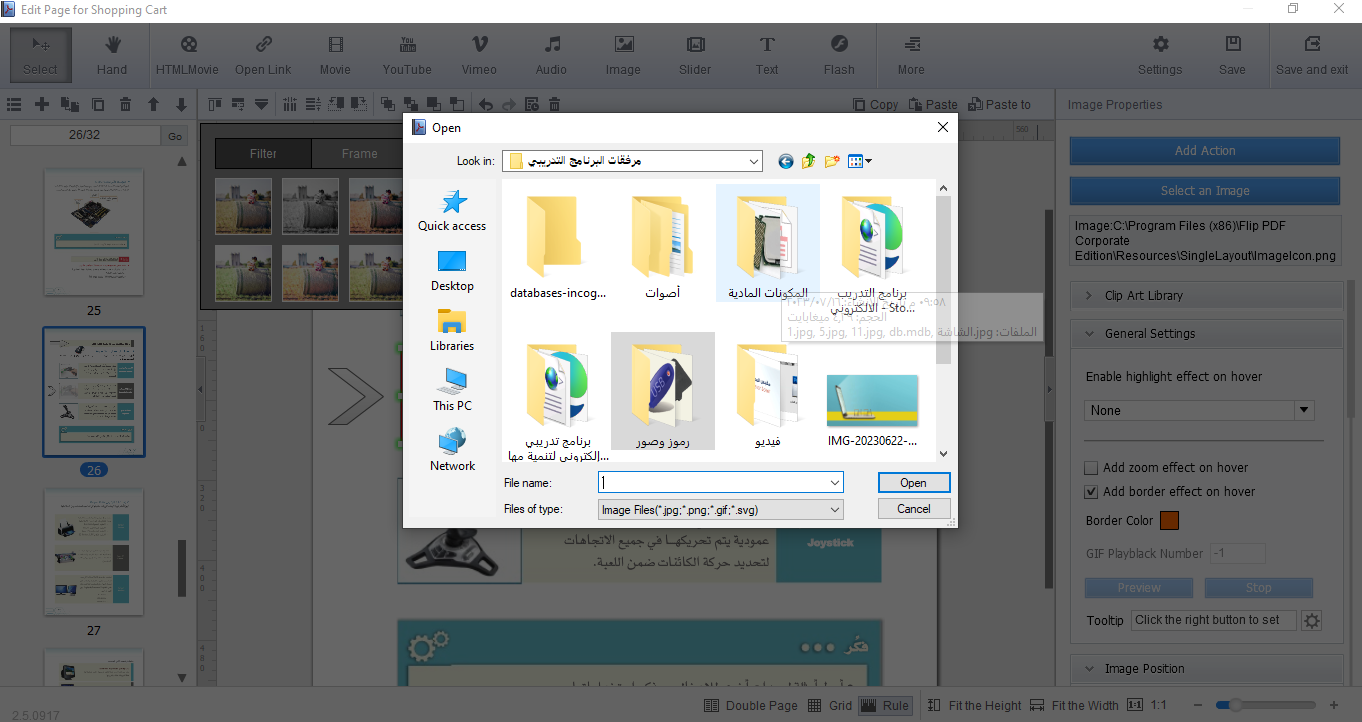 Edit Page for Shopping Cart
Select
Hand
HTMLMovie
Open Link
Movie
YouTube
Vimeo
Audio
Image
Slider
Text
Flash
More
Settings
Save
Save and exit
Copy
Paste
Paste to
Image Properties
26/32
Go
Filter
Frame
25
26
27
Open
Look in:
مرفقات البرنامج التدريبي
Quick access
Desktop
Libraries
This PC
Network
databases-incog...
أصوات
المكونات المادية
برنامج التدريب
الالكتروني - Sto...
الملفات: 1.jpg, 5.jpg, 11.jpg, db.mdb, الشاشة.jpg
برنامج تدريبي
إلكتروني لتنمية مها...
رموز وصور
فيديو
IMG-20230622-...
File name:
Open
Files of type:
Image Files(*.jpg;*.png;*.gif;*.svg)
Cancel
580
عمودية يتم تحريكها في جميع الاتجاهات
لتحديد حركة الكائنات ضمن اللعبة.
Joystick
فكّر
Add Action
Select an Image
Image:C:\Program Files (x86)\Flip PDF
Corporate
Edition\Resources\SingleLayout\ImageIcon.png
Clip Art Library
General Settings
Enable highlight effect on hover
None
Add zoom effect on hover
Add border effect on hover
Border Color
GIF Playback Number
-1
Preview
Stop
Tooltip
Click the right button to set
Image Position
Double Page
Grid
Rule
Fit the Height
Fit the Width
1:1
1:1
2.5.0917